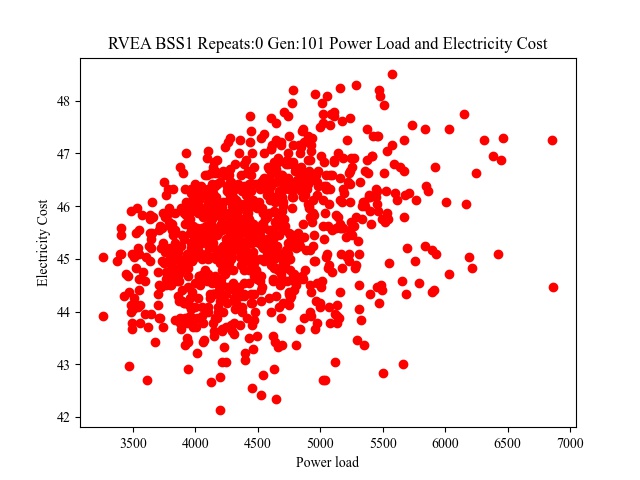 RVEA BSS1 Repeats:0 Gen:101 Power Load and Electricity Cost
48
47
46
45
44
43
42
Electricity Cost
3500 4000 4500 5000 5500 6000 6500 7000
Power load